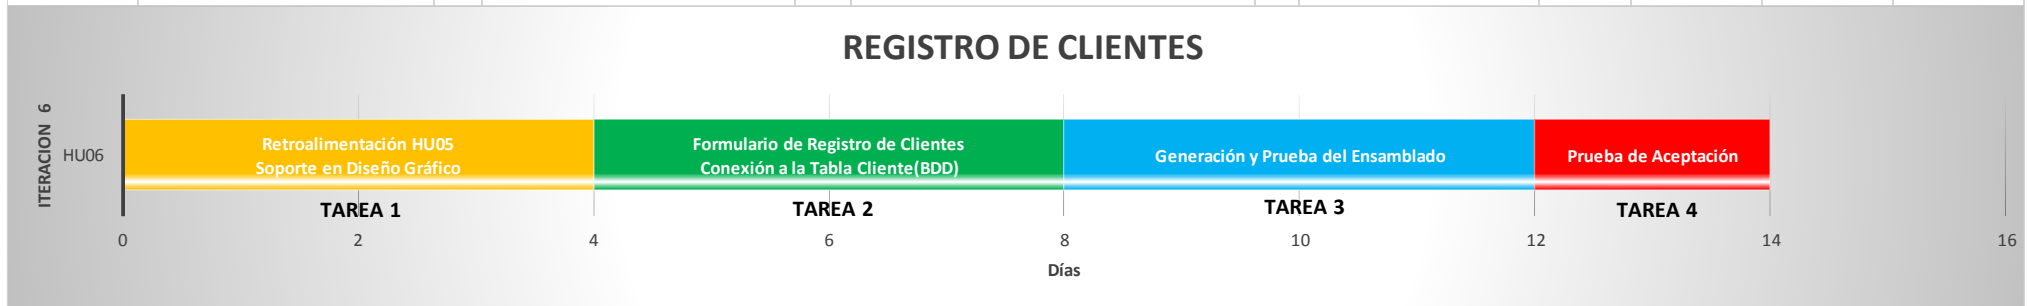 REGISTRO DE CLIENTES
ITERACION 6
HU06
Retroalimentación HU05
Soporte en Diseño Gráfico
Formulario de Registro de Clientes
Conexión a la Tabla Cliente(BDD)
Generación y Prueba del Ensamblado
Prueba de Aceptación
TAREA 1
TAREA 2
TAREA 3
TAREA 4
0 2 4 6 8 10 12 14 16
Días